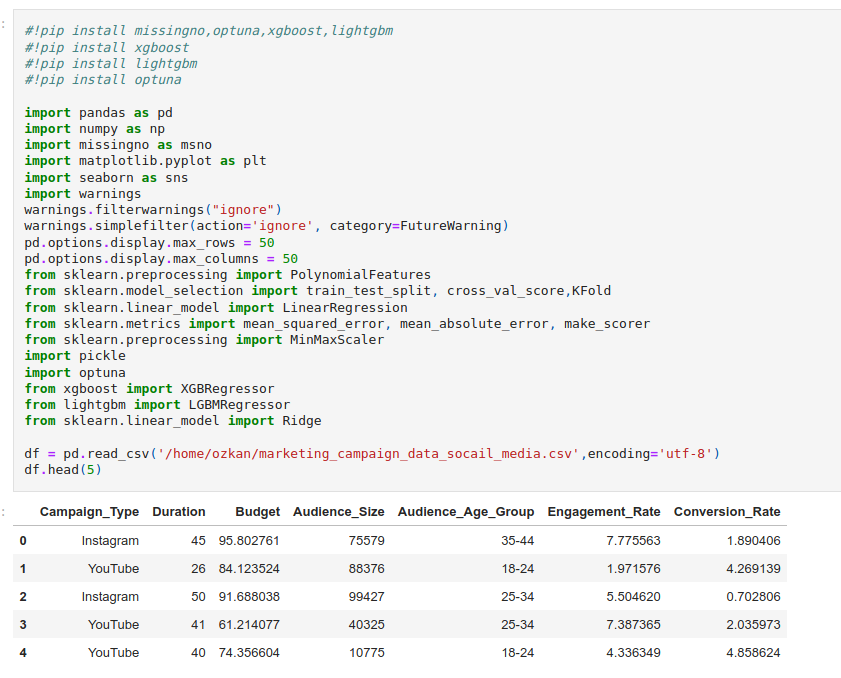 #!pip install missingno,optuna,xgboost,lightgbm
#!pip install xgboost
#!pip install lightgbm
#!pip install optuna
import pandas as pd
import numpy as np
import missingno as msno
import matplotlib.pyplot as plt
import seaborn as sns
import warnings
warnings.filterwarnings("ignore")
warnings.simplefilter(action='ignore', category=FutureWarning)
pd.options.display.max_rows = 50
pd.options.display.max_columns = 50
from sklearn.preprocessing import PolynomialFeatures
from sklearn.model_selection import train_test_split, cross_val_score,KFold
from sklearn.linear_model import LinearRegression
from sklearn.metrics import mean_squared_error, mean_absolute_error, make_scorer
from sklearn.preprocessing import MinMaxScaler
import pickle
import optuna
from xgboost import XGBRegressor
from lightgbm import LGBMRegressor
from sklearn.linear_model import Ridge
df = pd.read_csv('/home/ozkan/marketing_campaign_data_socail_media.csv',encoding='utf-8')
df.head(5)
Campaign_Type Duration Budget Audience_Size Audience_Age_Group Engagement_Rate Conversion_Rate
0 Instagram 45 95.802761 75579 35-44 7.775563 1.890406
1 YouTube 26 84.123524 88376 18-24 1.971576 4.269139
2 Instagram 50 91.688038 99427 25-34 5.504620 0.702806
3 YouTube 41 61.214077 40325 25-34 7.387365 2.035973
4 YouTube 40 74.356604 10775 18-24 4.336349 4.858624